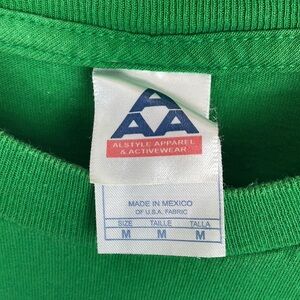 A
AA
ALSTYLE APPAREL
& ACTIVEWEAR
MADE IN MEXICO
OF U.S.A. FABRIC
SIZE TAILLE TALLA
M M M